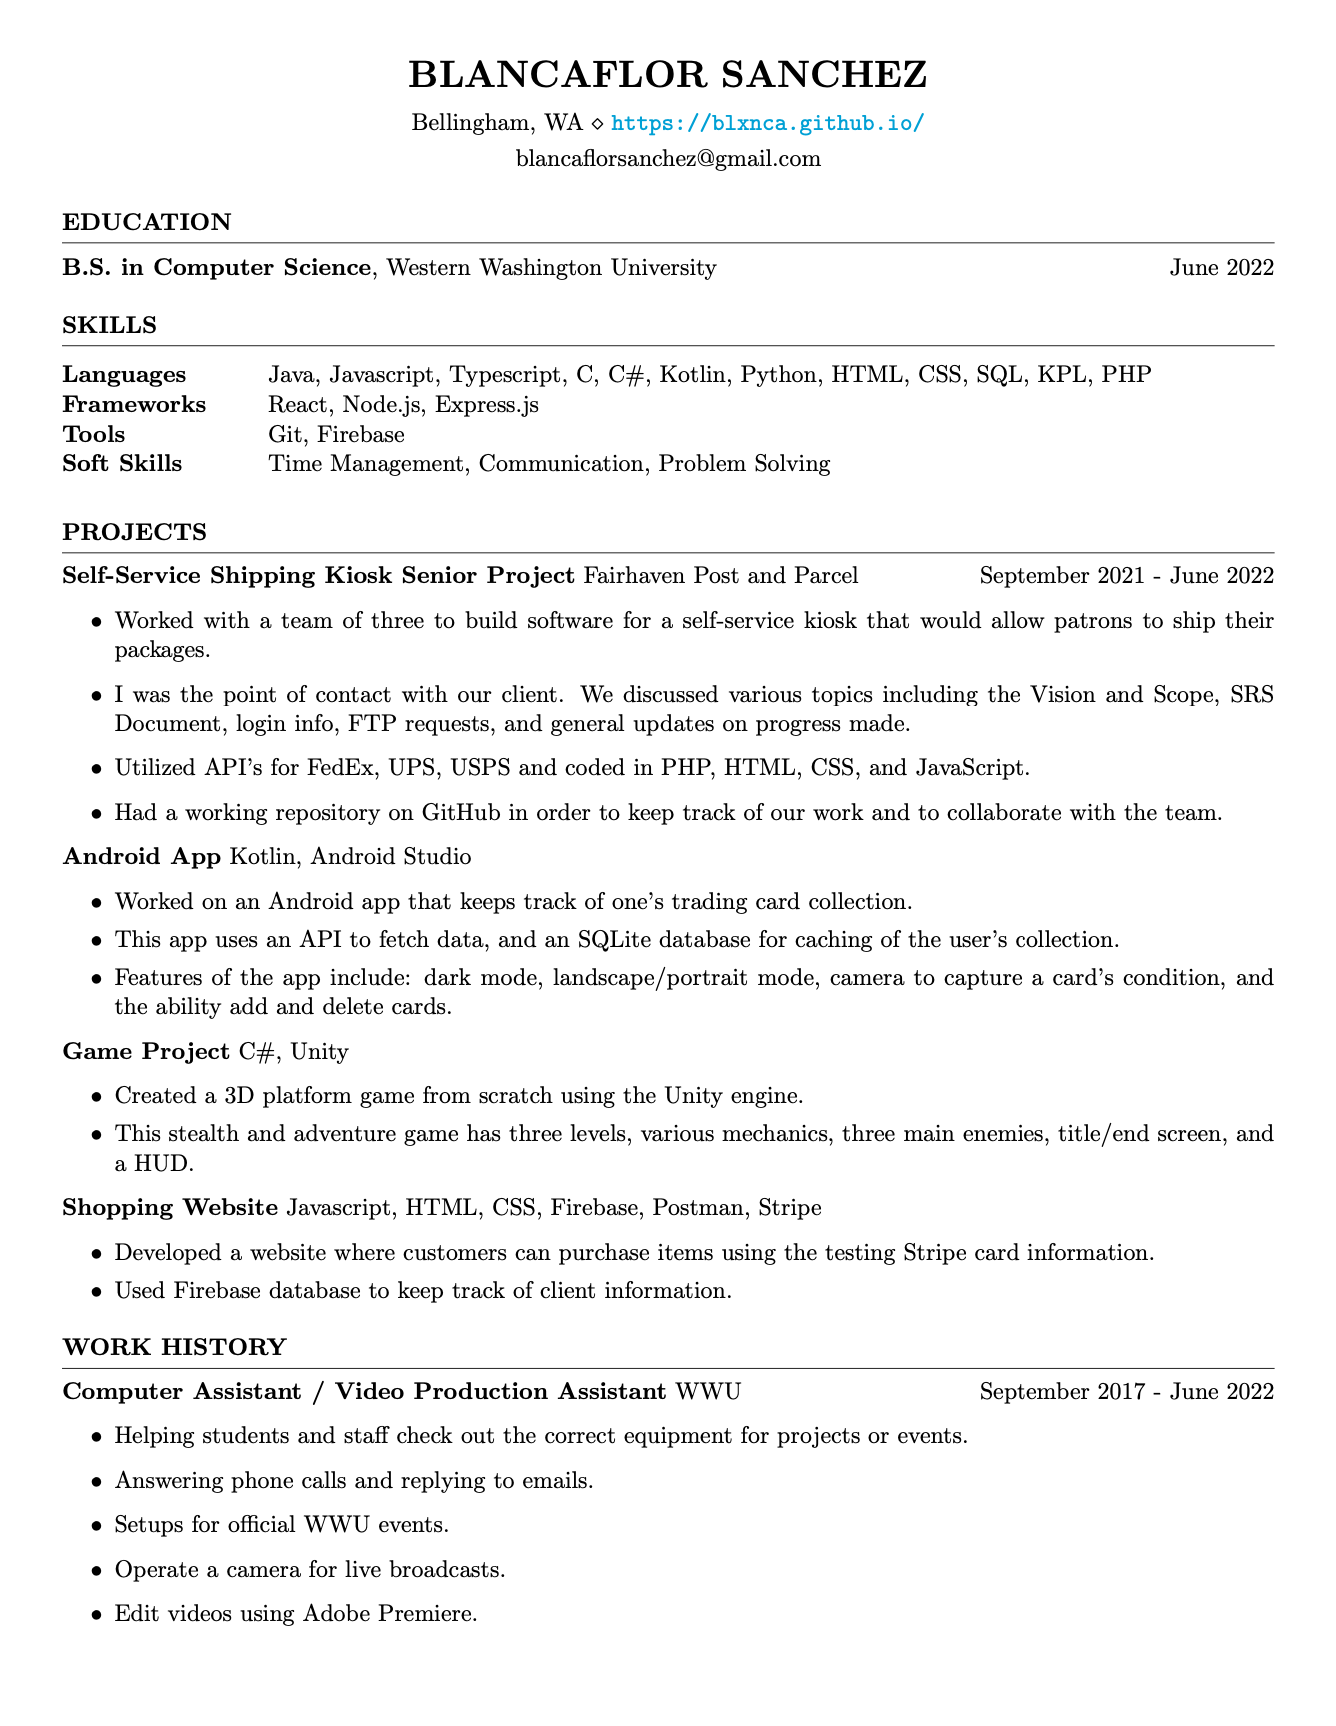 BLANCAFLOR SANCHEZ
Bellingham, WA ⋄ https://blxnca.github.io/
blancaflorsanchez@gmail.com
EDUCATION
B.S. in Computer Science, Western Washington University June 2022
SKILLS
Languages Java, Javascript, Typescript, C, C#, Kotlin, Python, HTML, CSS, SQL, KPL, PHP
Frameworks React, Node.js, Express.js
Tools Git, Firebase
Soft Skills Time Management, Communication, Problem Solving
PROJECTS
Self-Service Shipping Kiosk Senior Project Fairhaven Post and Parcel September 2021 - June 2022
• Worked with a team of three to build software for a self-service kiosk that would allow patrons to ship their
packages.
• I was the point of contact with our client. We discussed various topics including the Vision and Scope, SRS
Document, login info, FTP requests, and general updates on progress made.
• Utilized API's for FedEx, UPS, USPS and coded in PHP, HTML, CSS, and JavaScript.
• Had a working repository on GitHub in order to keep track of our work and to collaborate with the team.
Android App Kotlin, Android Studio
• Worked on an Android app that keeps track of one's trading card collection.
• This app uses an API to fetch data, and an SQLite database for caching of the user's collection.
• Features of the app include: dark mode, landscape/portrait mode, camera to capture a card's condition, and
the ability add and delete cards.
Game Project C#, Unity
• Created a 3D platform game from scratch using the Unity engine.
• This stealth and adventure game has three levels, various mechanics, three main enemies, title/end screen, and
a HUD.
Shopping Website Javascript, HTML, CSS, Firebase, Postman, Stripe
• Developed a website where customers can purchase items using the testing Stripe card information.
• Used Firebase database to keep track of client information.
WORK HISTORY
Computer Assistant / Video Production Assistant WWU September 2017 - June 2022
• Helping students and staff check out the correct equipment for projects or events.
• Answering phone calls and replying to emails.
• Setups for official WWU events.
• Operate a camera for live broadcasts.
• Edit videos using Adobe Premiere.